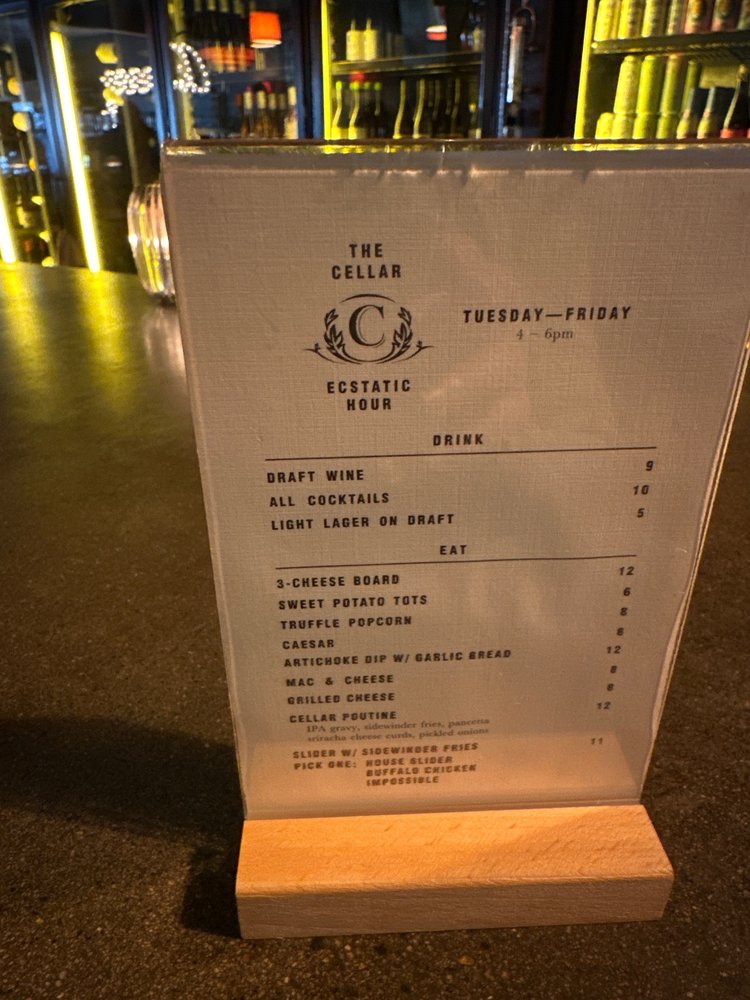 THE
CELLAR
C
ECSTATIC
HOUR
TUESDAY—FRIDAY
4 – 6pm
DRINK
DRAFT WINE 9
ALL COCKTAILS 10
LIGHT LAGER ON DRAFT 5
EAT
3-CHEESE BOARD 12
SWEET POTATO TOTS 6
TRUFFLE POPCORN 8
CAESAR
ARTICHOKE DIP W/ GARLIC BREAD 12
MAC & CHEESE 8
GRILLED CHEESE 8
CELLAR POUTINE 12
IPA gravy, sidewinder fries, pancetta
sriracha cheese curds, pickled onions
SLIDER W/ SIDEWINDER FRIES 11
PICK ONE: HOUSE SLIDER
BUFFALO CHICKEN
IMPOSSIBLE